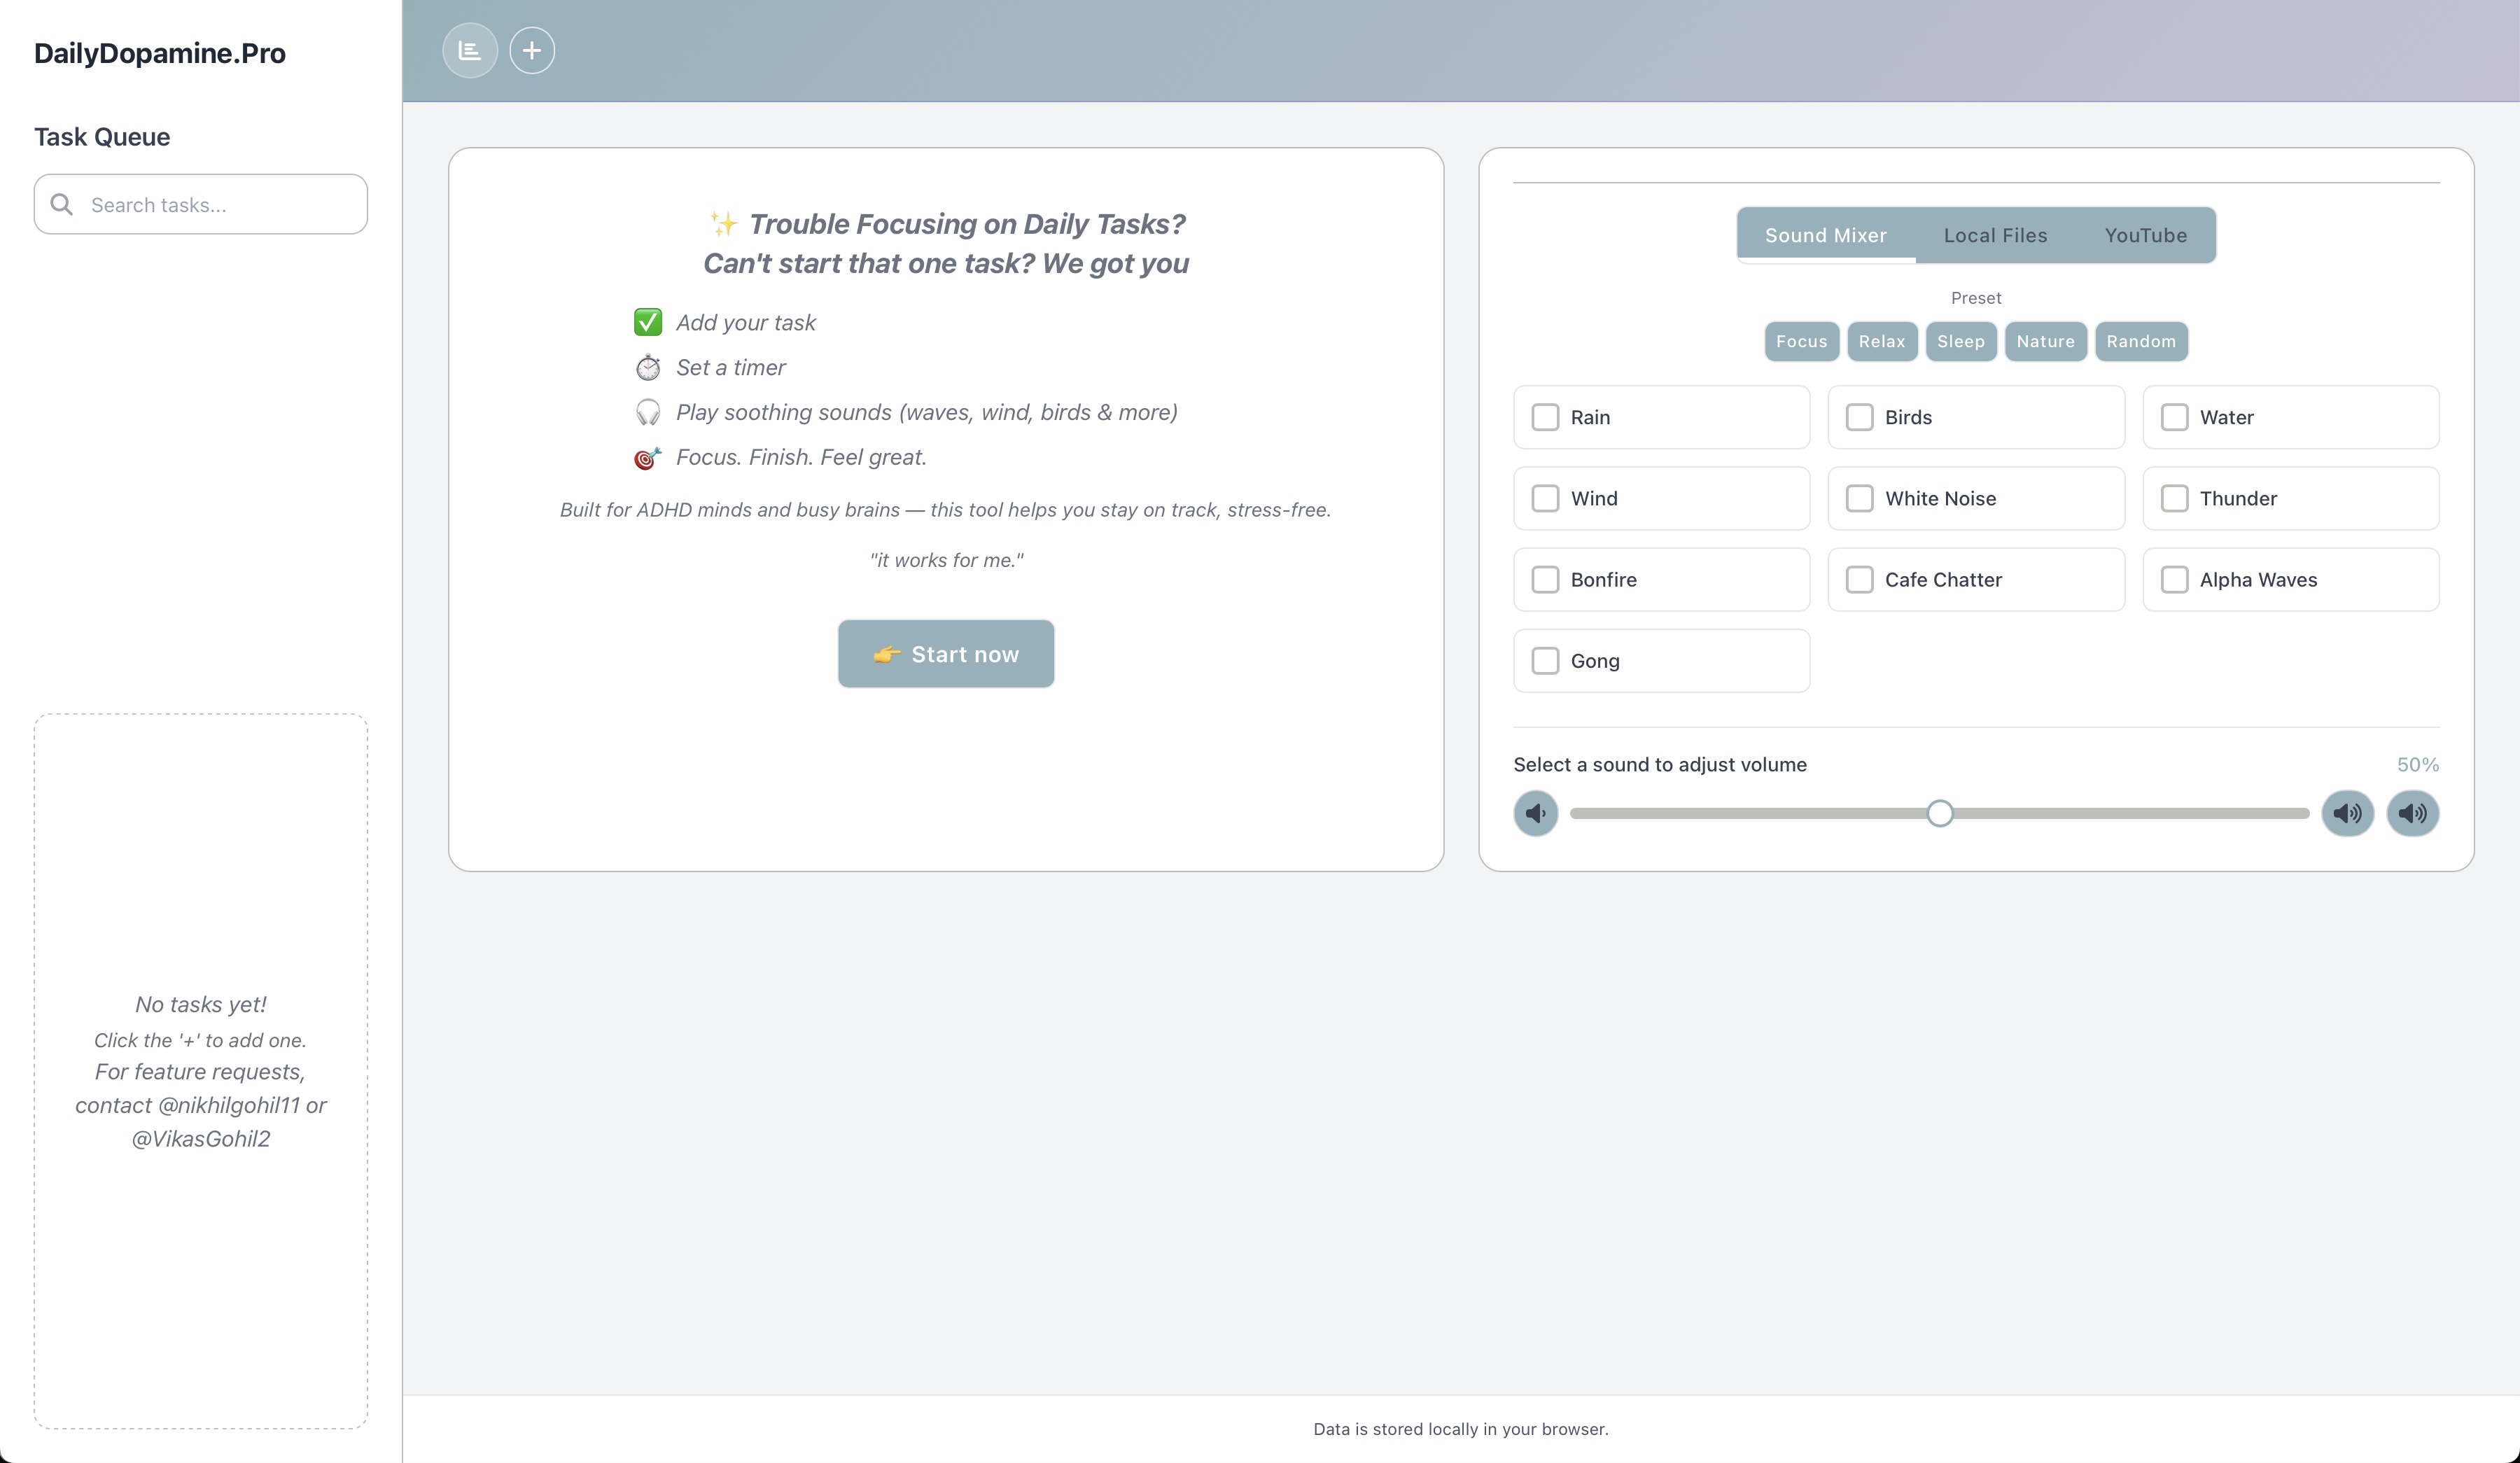 DailyDopamine.Pro
Task Queue
Search tasks...
No tasks yet!
Click the '+' to add one.
For feature requests,
contact @nikhilgohil11 or
@VikasGohil2
✨ Trouble Focusing on Daily Tasks?
Can't start that one task? We got you
✅ Add your task
⏱️ Set a timer
🎧 Play soothing sounds (waves, wind, birds & more)
🎯 Focus. Finish. Feel great.
Built for ADHD minds and busy brains — this tool helps you stay on track, stress-free.
"it works for me."
👉 Start now
Sound Mixer Local Files YouTube
Preset
Focus Relax Sleep Nature Random
Rain Birds Water
Wind White Noise Thunder
Bonfire Cafe Chatter Alpha Waves
Gong
Select a sound to adjust volume 50%
Data is stored locally in your browser.